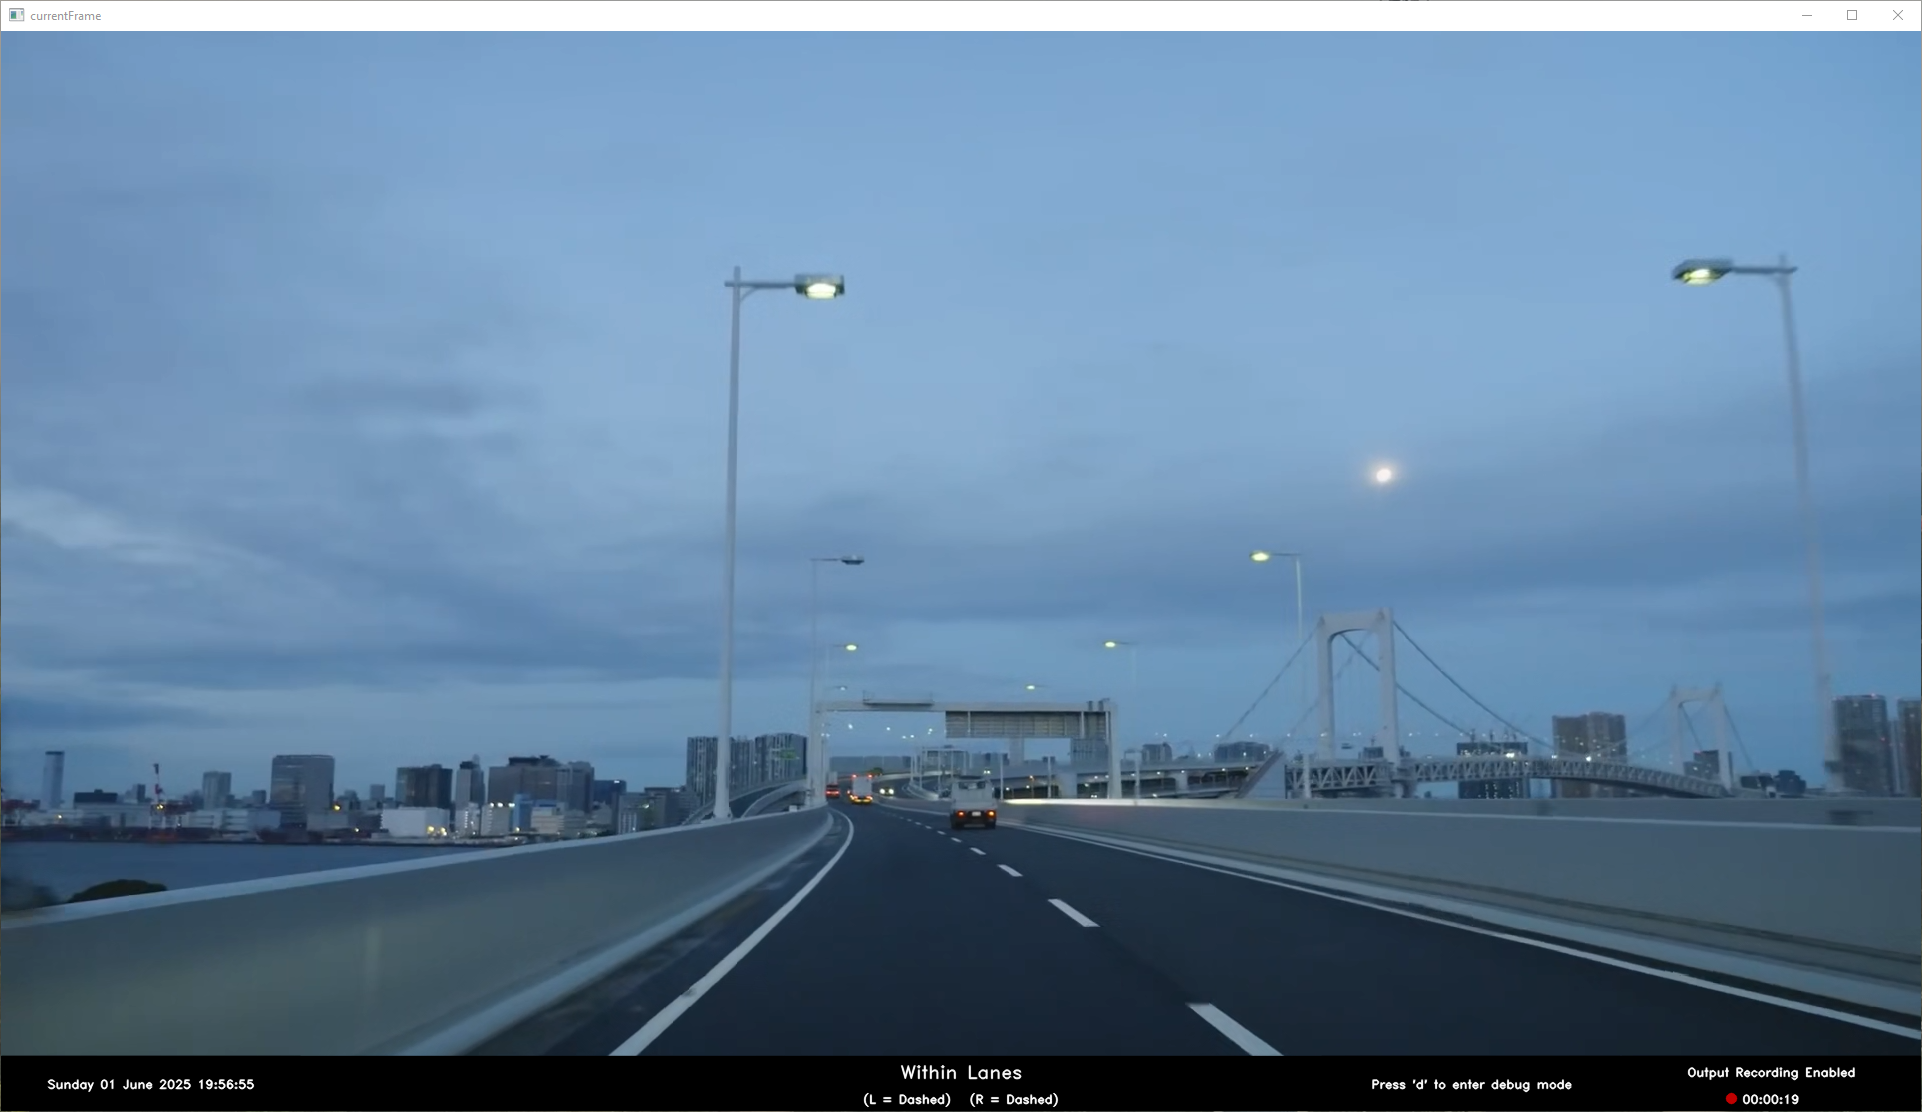 currentFrame
Sunday 01 June 2025 19:56:55
Within Lanes
(L = Dashed) (R = Dashed)
Press 'd' to enter debug mode
Output Recording Enabled
00:00:19